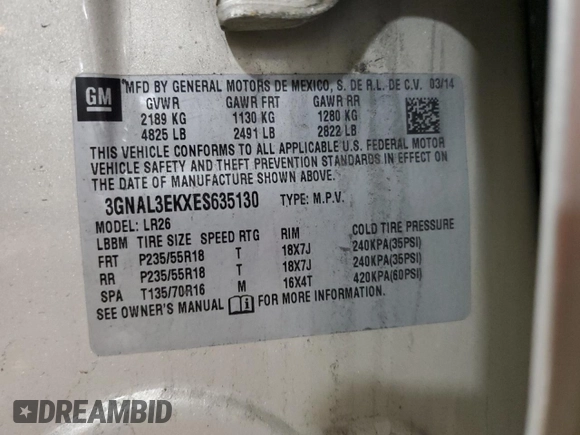 GM
*MFD BY GENERAL MOTORS DE MEXICO, S. DE R.L. DE C.V. 03/14
GVWR GAWR FRT GAWR RR
2189 KG 1130 KG 1280 KG
4825 LB 2491 LB 2822 LB
THIS VEHICLE CONFORMS TO ALL APPLICABLE U.S. FEDERAL MOTOR
VEHICLE SAFETY AND THEFT PREVENTION STANDARDS IN EFFECT ON
THE DATE OF MANUFACTURE SHOWN ABOVE.
3GNAL3EKXES635130 TYPE: M.P.V.
MODEL: LR26
LBBM TIRE SIZE SPEED RTG RIM COLD TIRE PRESSURE
FRT P235/55R18 T 18X7J 240KPA(35PSI)
RR P235/55R18 T 18X7J 240KPA(35PSI)
SPA T135/70R16 M 16X4T 420KPA(60PSI)
SEE OWNER'S MANUAL FOR MORE INFORMATION
DREAMBID